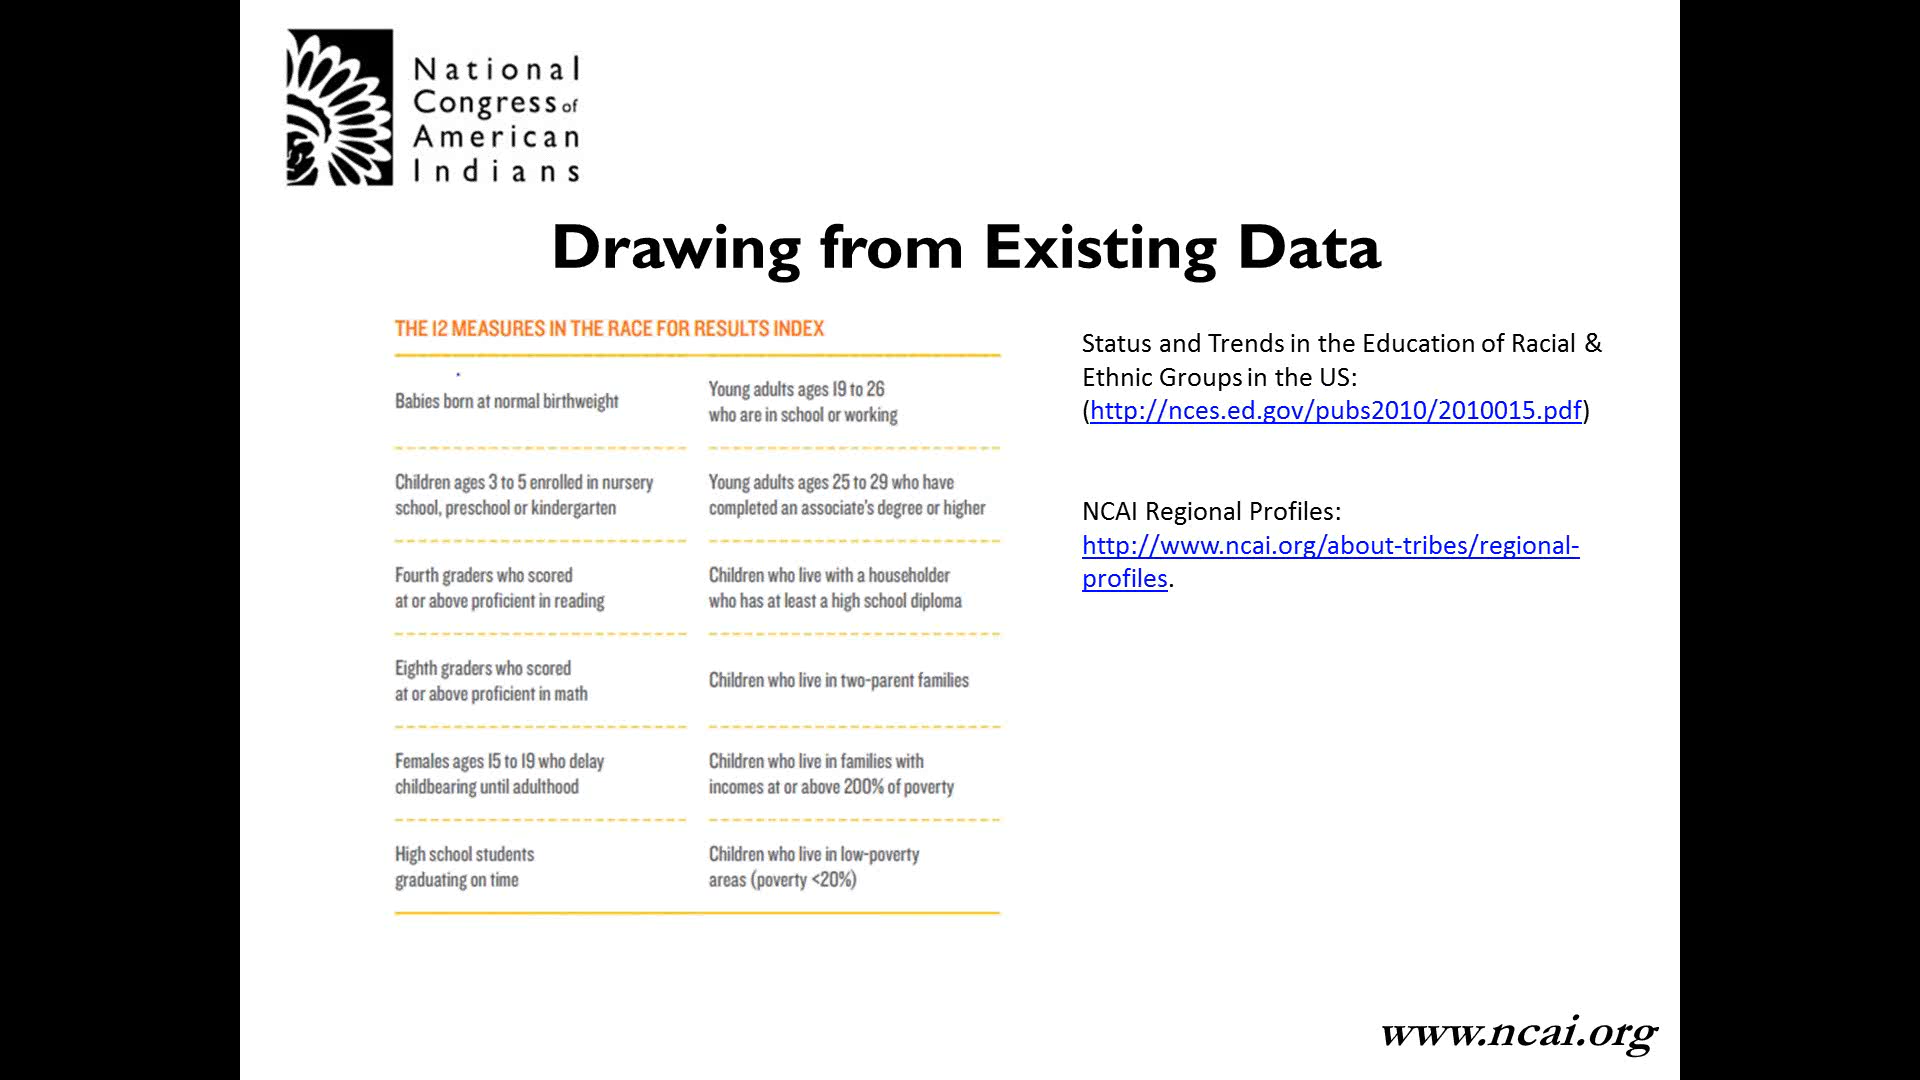 National
Congress of
American
Indians
Drawing from Existing Data
THE 12 MEASURES IN THE RACE FOR RESULTS INDEX
Babies born at normal birthweight
Children ages 3 to 5 enrolled in nursery
school, preschool or kindergarten
Fourth graders who scored
at or above proficient in reading
Eighth graders who scored
at or above proficient in math
Females ages 15 to 19 who delay
childbearing until adulthood
High school students
graduating on time
Young adults ages 19 to 26
who are in school or working
Young adults ages 25 to 29 who have
completed an associate's degree or higher
Children who live with a householder
who has at least a high school diploma
Children who live in two-parent families
Children who live in families with
incomes at or above 200% of poverty
Children who live in low-poverty
areas (poverty <20%)
Status and Trends in the Education of Racial &
Ethnic Groups in the US:
(http://nces.ed.gov/pubs2010/2010015.pdf)
NCAI Regional Profiles:
http://www.ncai.org/about-tribes/regional-
profiles.
www.ncai.org